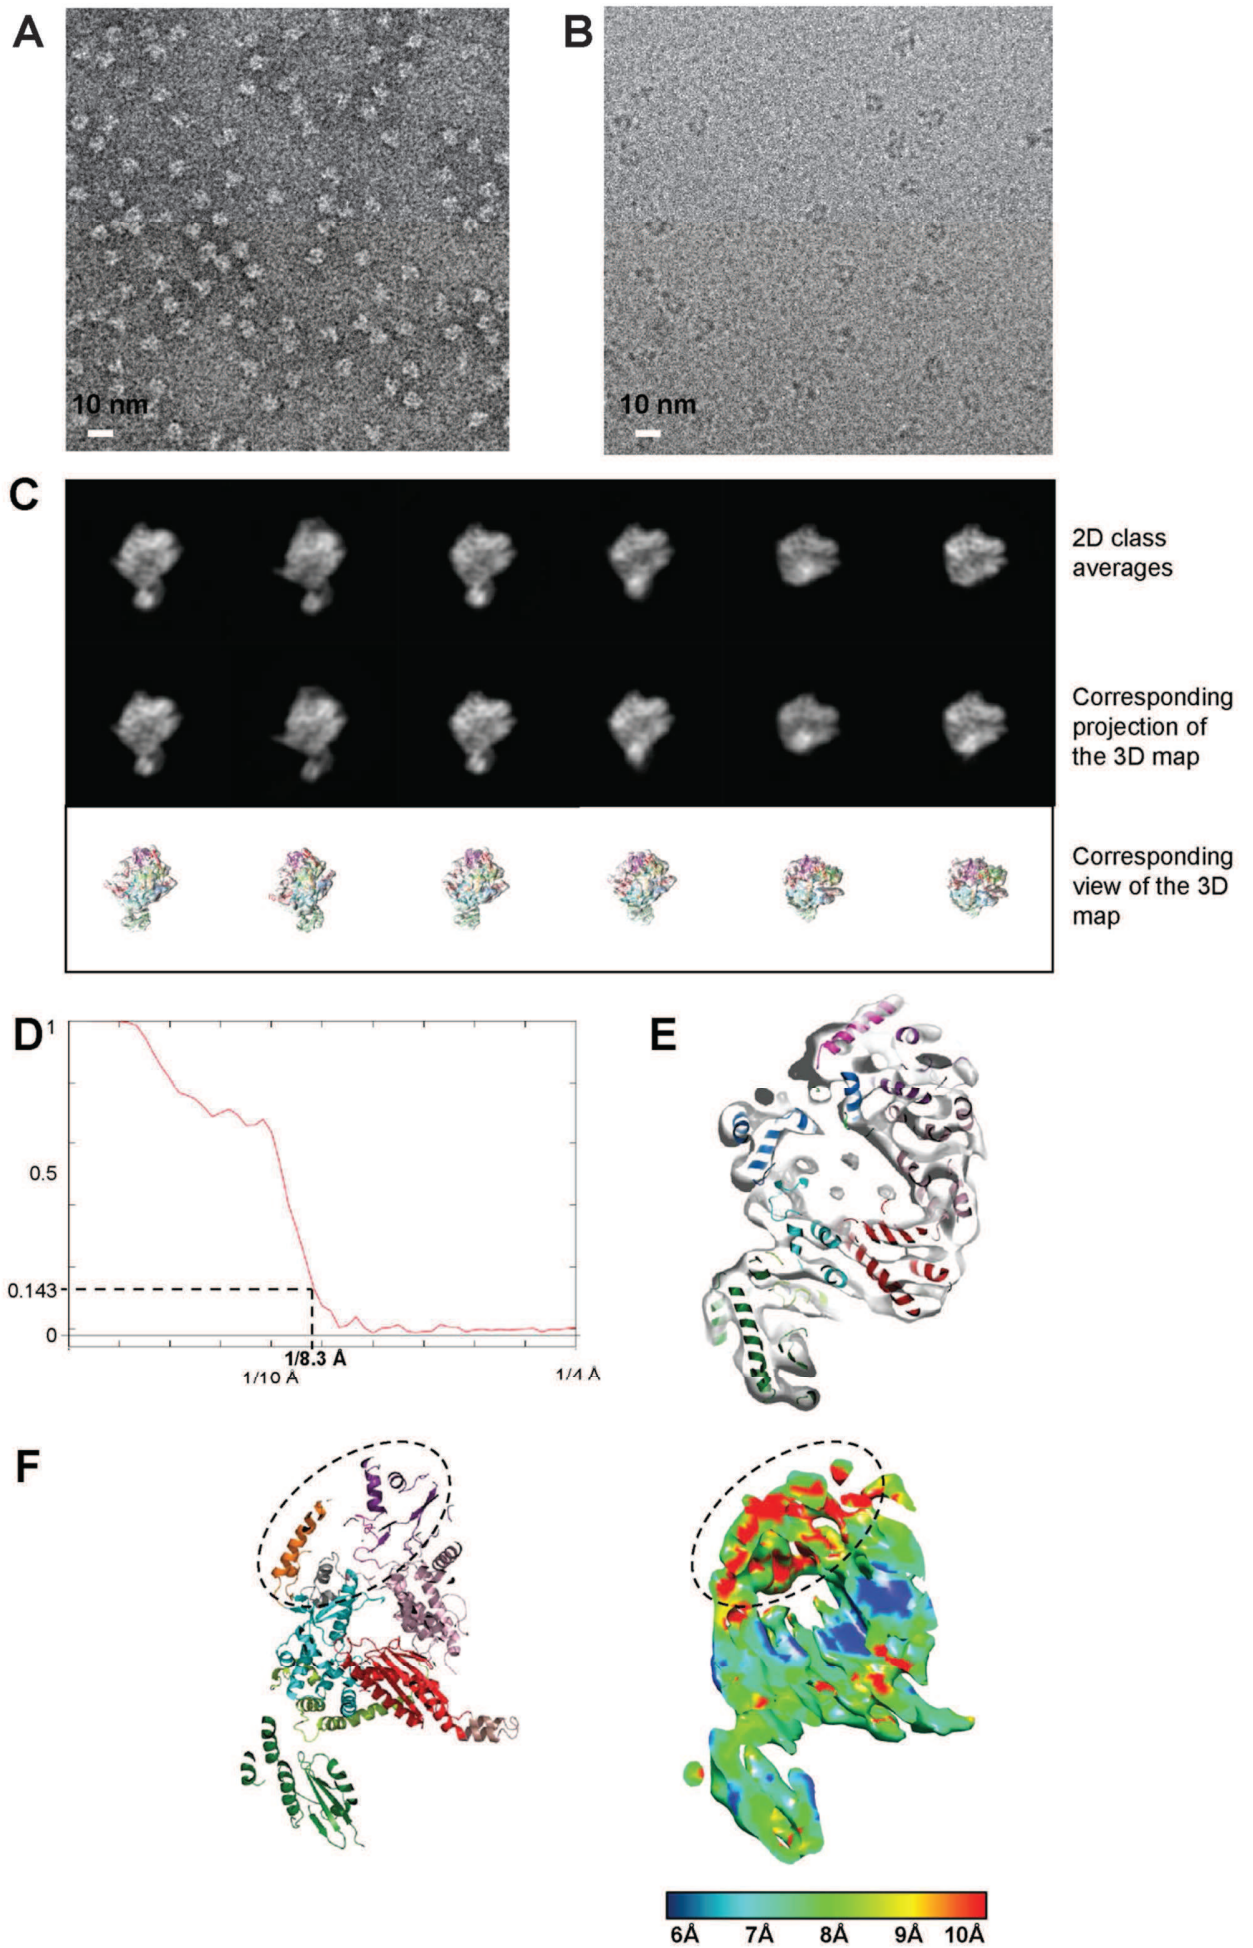 A
B
10 nm
10 nm
C
2D class
averages
Corresponding
projection of
the 3D map
Corresponding
view of the 3D
map
D
1
0.5
0.143
0
1/8.3 Å
1/10 Å
1/4 Å
E
F
6Å
7Å
8Å
9Å
10Å